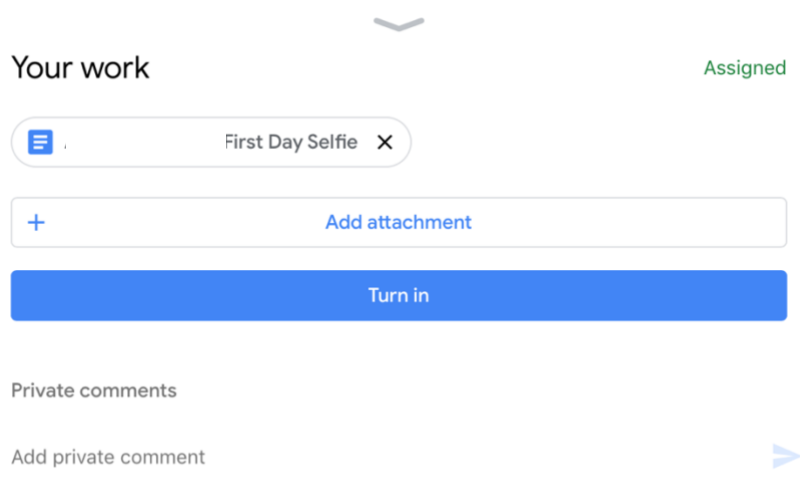 Your work
Assigned
First Day Selfie
Add attachment
Turn in
Private comments
Add private comment